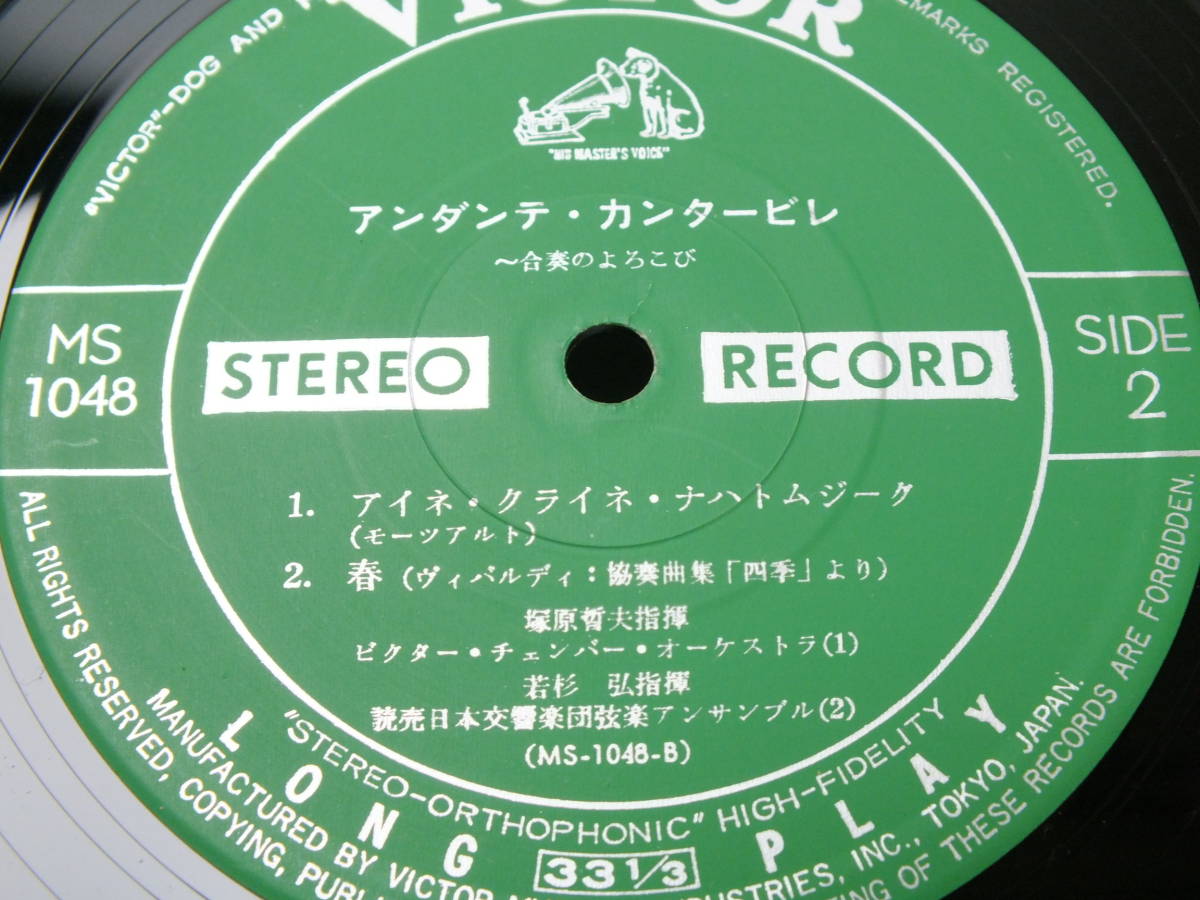 VICTOR
"VICTOR"-DOG AND
EMARKS REGISTERED.
"HIS MASTER'S VOICE"
アンダンテ・カンタービレ
〜合奏のよろこび
MS
1048
STEREO
RECORD
SIDE
2
1. アイネ・クライネ・ナハトムジーク
(モーツアルト)
2. 春 (ヴィバルディ：協奏曲集「四季」より)
塚原哲夫指揮
ビクター・チェンバー・オーケストラ(1)
若杉 弘指揮
読売日本交響楽団弦楽アンサンブル(2)
(MS-1048-B)
"STEREO-ORTHOPHONIC" HIGH-FIDELITY
LONG PLAY
33 1/3
MANUFACTURED BY VICTOR INDUSTRIES, INC., TOKYO, JAPAN.
ALL RIGHTS RESERVED, COPYING, OF THESE RECORDS ARE FORBIDDEN.